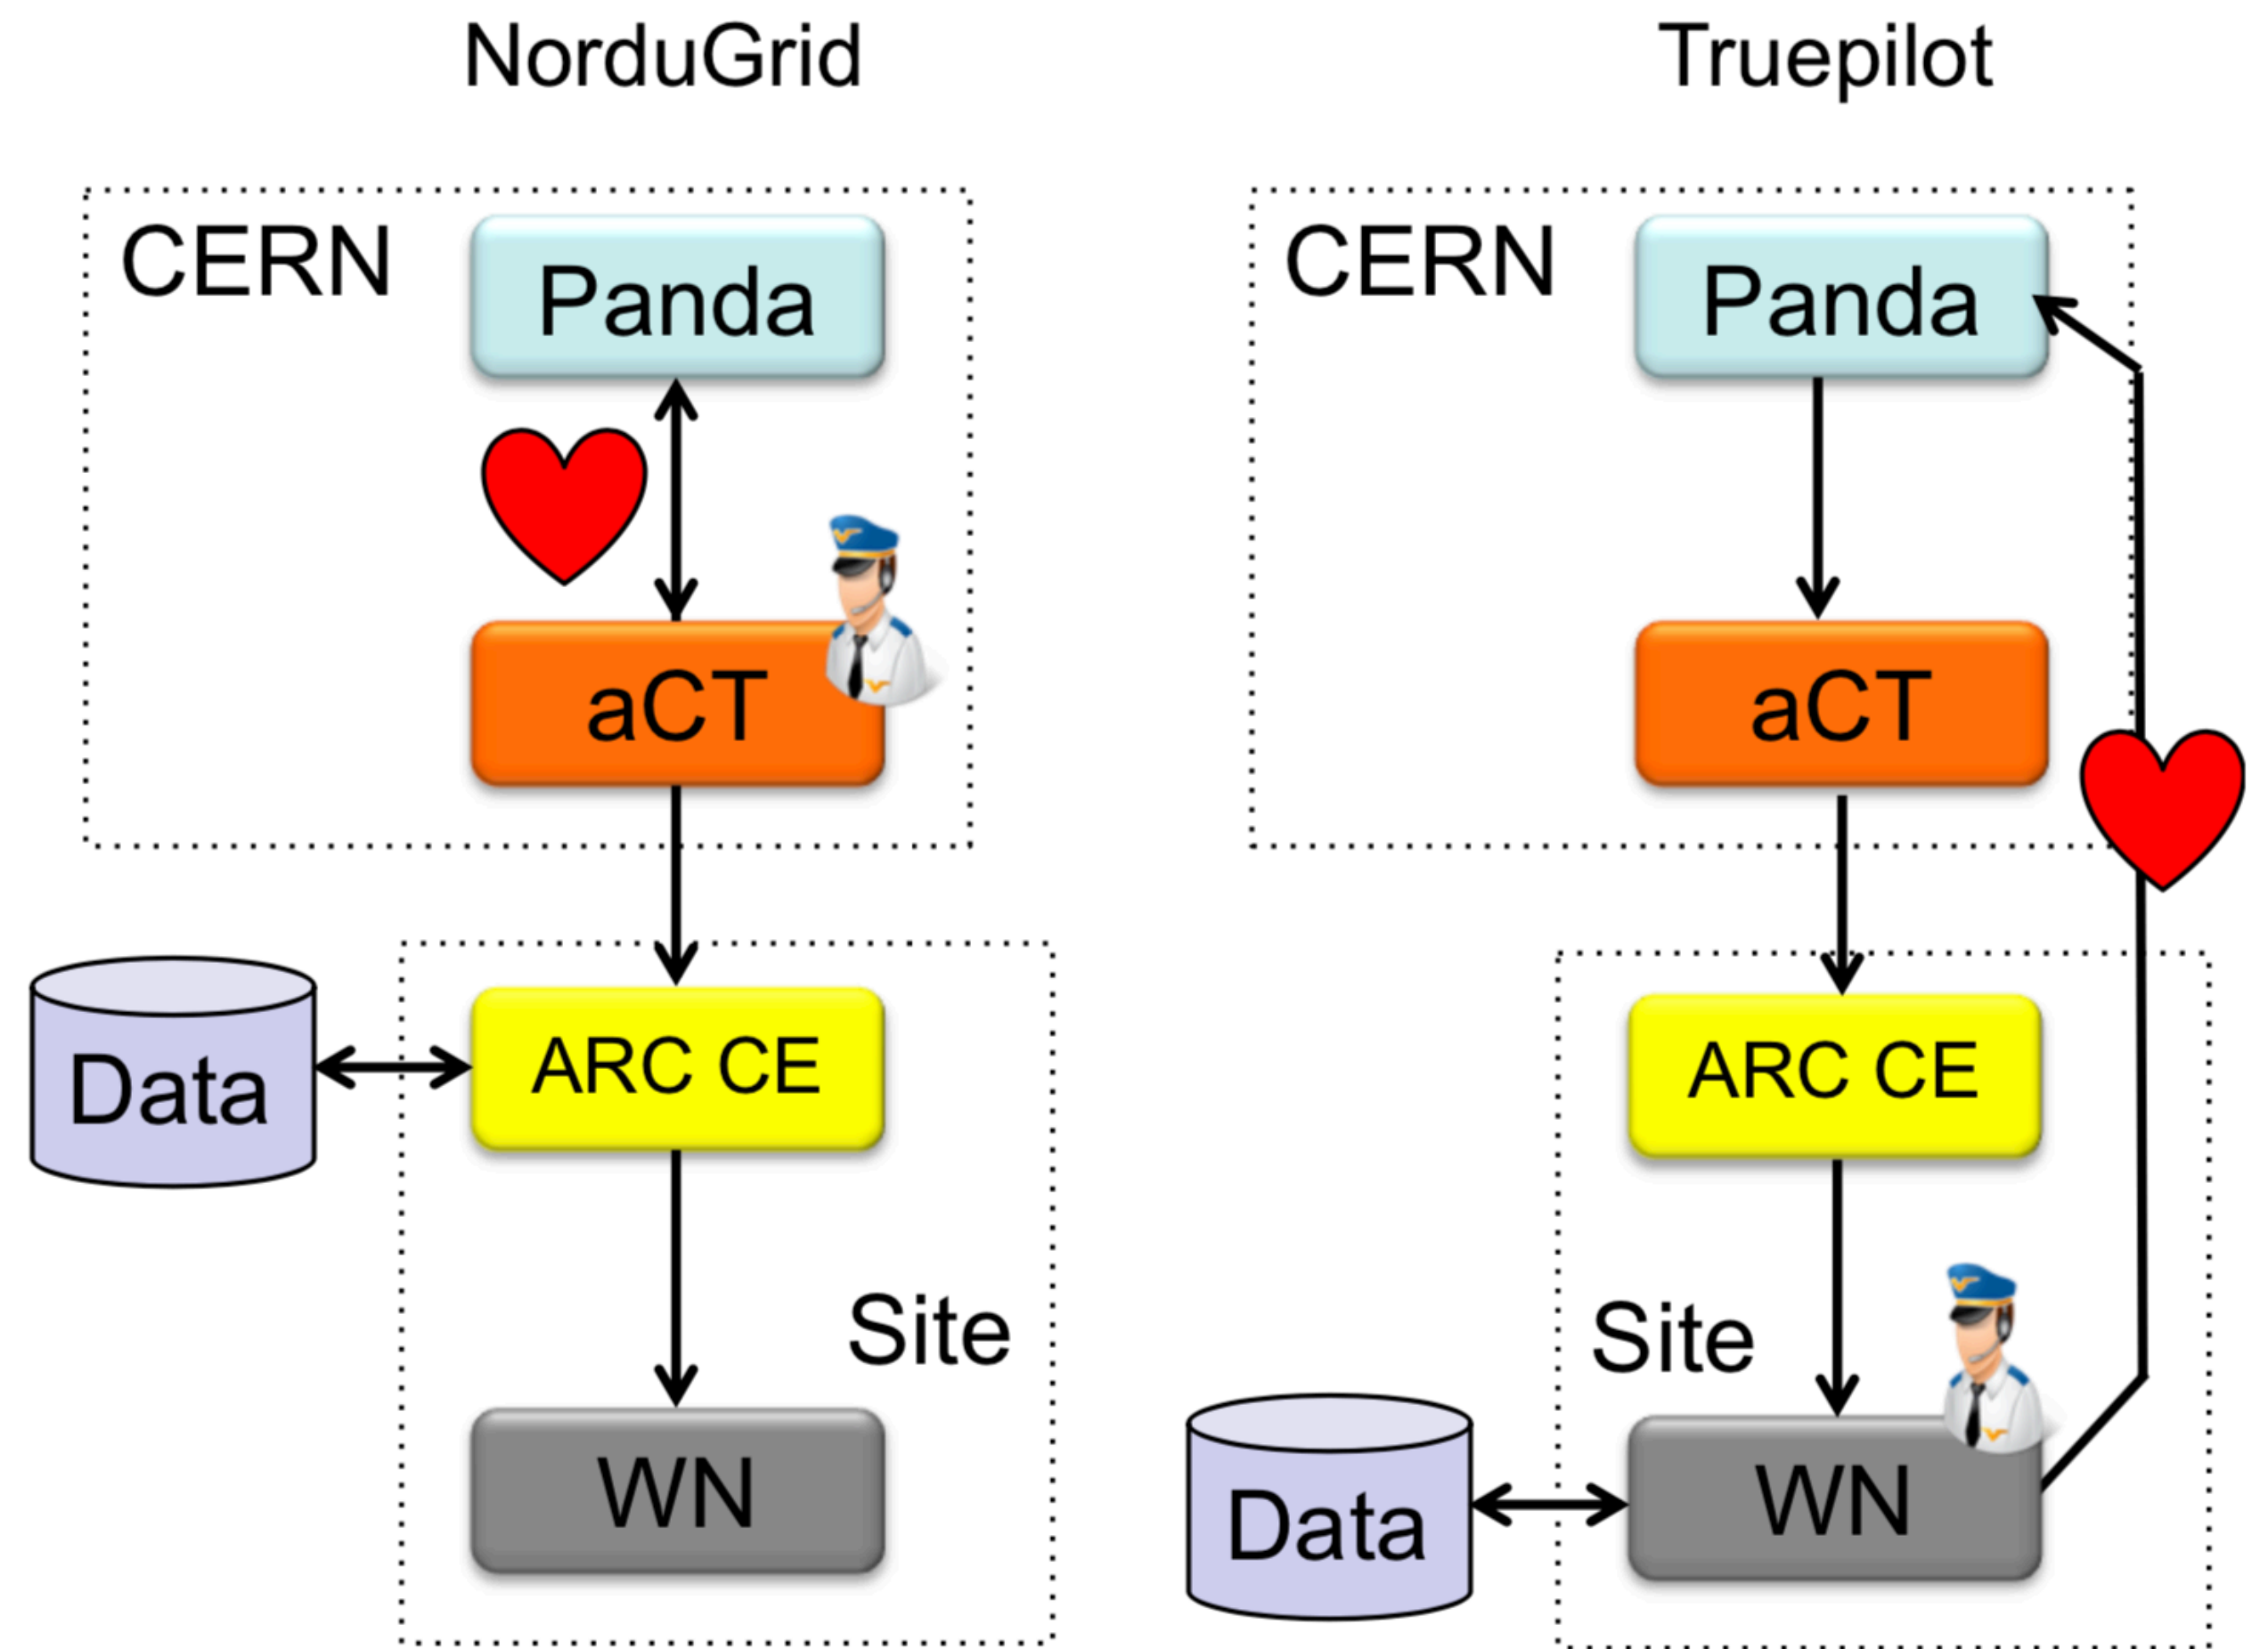 NorduGrid
CERN
Panda
aCT
Data
ARC CE
Site
WN
Truepilot
CERN
Panda
aCT
ARC CE
Site
Data
WN